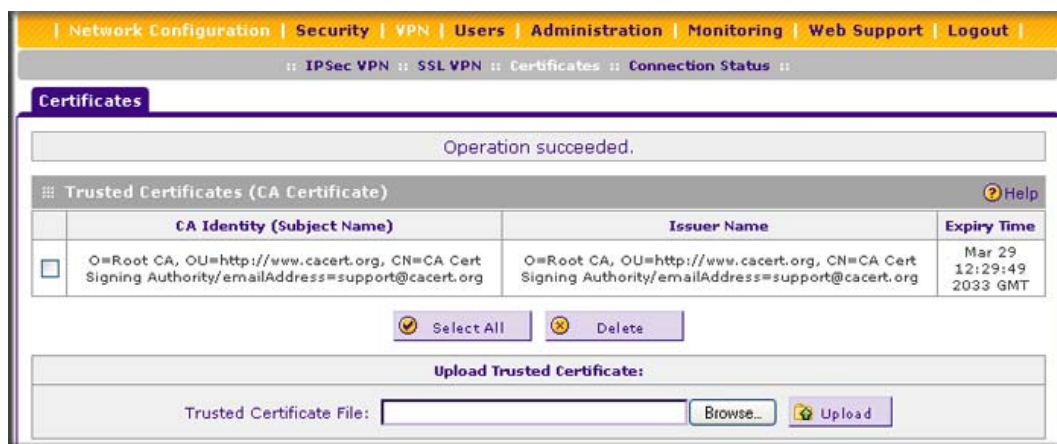 | Network Configuration | Security | VPN | Users | Administration | Monitoring | Web Support | Logout |
:: IPSec VPN :: SSL VPN :: Certificates :: Connection Status ::
Certificates
Operation succeeded.
Trusted Certificates (CA Certificate)
Help
CA Identity (Subject Name)
Issuer Name
Expiry Time
O=Root CA, OU=http://www.cacert.org, CN=CA Cert
Signing Authority/emailAddress=support@cacert.org
O=Root CA, OU=http://www.cacert.org, CN=CA Cert
Signing Authority/emailAddress=support@cacert.org
Mar 29
12:29:49
2033 GMT
Select All
Delete
Upload Trusted Certificate:
Trusted Certificate File:
Browse...
Upload